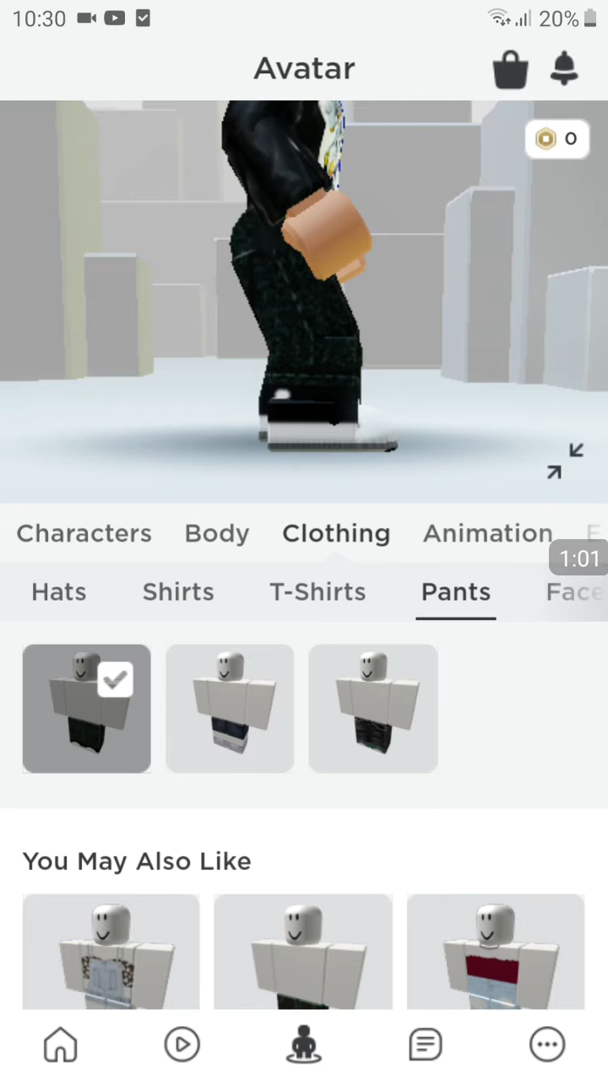 10:30 20%
Avatar
0
Characters Body Clothing Animation E
1:01
Hats Shirts T-Shirts Pants Face
You May Also Like